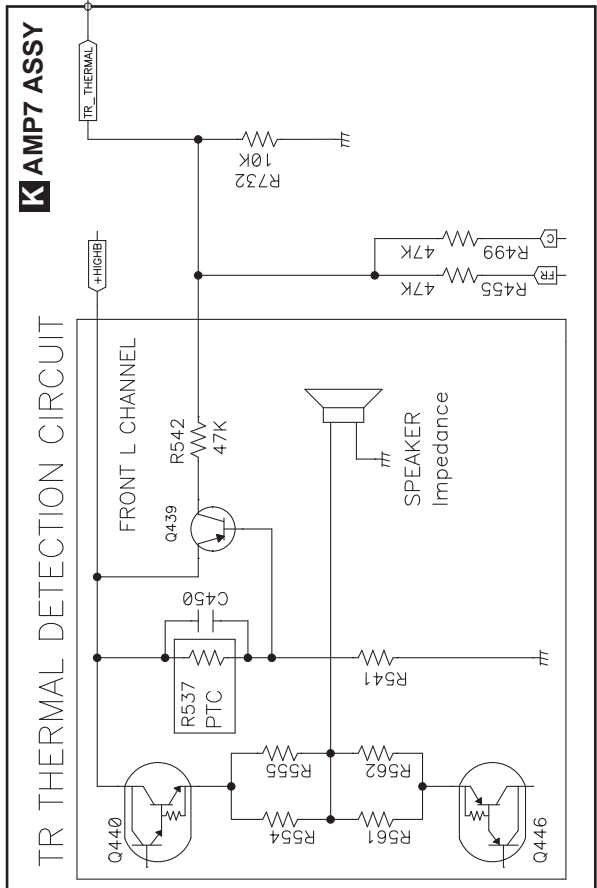 K AMP7 ASSY
TR_THERMAL
10K
R732
+HIGHB
47K
R499
C
47K
R455
FR
TR THERMAL DETECTION CIRCUIT
FRONT L CHANNEL
R542
47K
SPEAKER
Impedance
Q439
C450
R537
PTC
R541
Q440
R555
R562
R554
R561
Q446